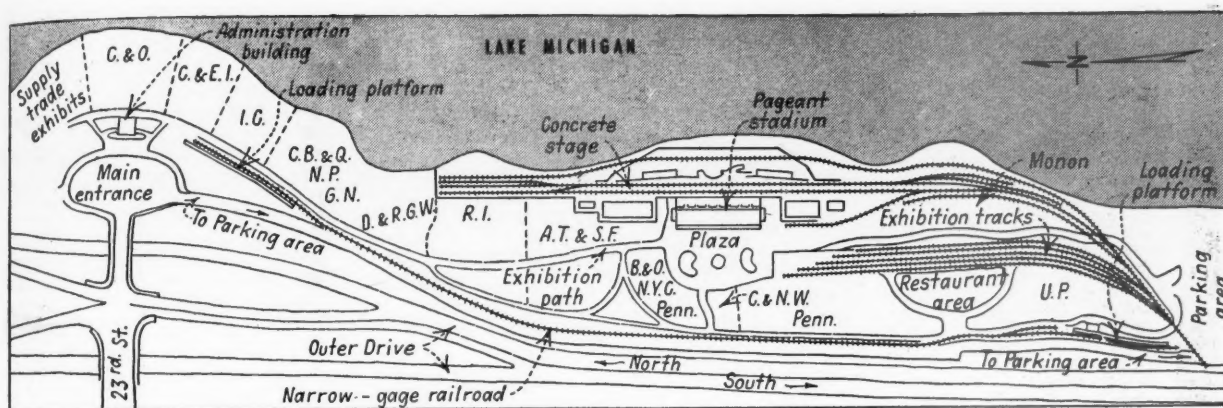 LAKE MICHIGAN
N
Administration
building
C. & O.
Supply
trade
exhibits
C. & E. I.
Loading platform
I. C.
Main
entrance
C. B. & Q.
N. P.
G. N.
To Parking area
D. & R. G. W.
R. I.
Concrete
stage
Pageant
stadium
Monon
Loading
platform
Exhibition tracks
A. T. & S. F.
Plaza
Exhibition
path
B. & O.
N. Y. C.
Penn.
C. & N. W.
Penn.
Restaurant
area
U. P.
Parking
area
23rd. St.
Outer Drive
Narrow-gage railroad
North
South
To Parking area